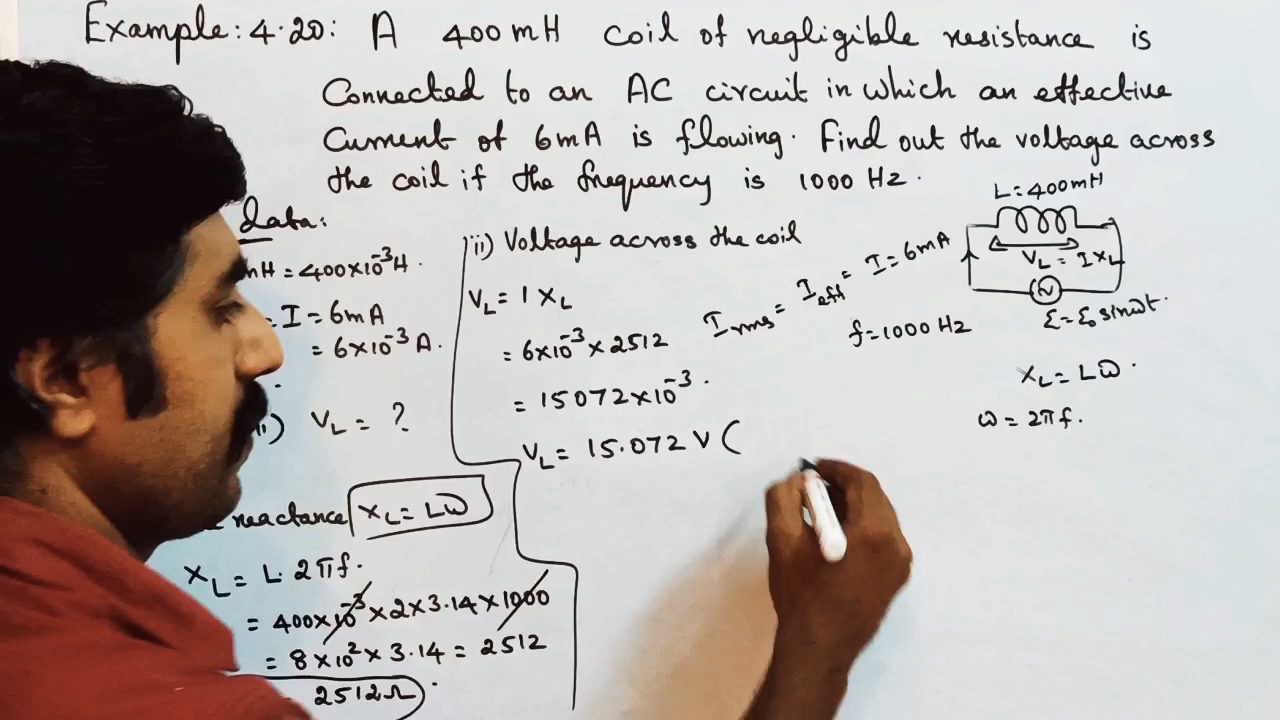 Example: 4.20: A 400 mH coil of negligible resistance is
Connected to an AC circuit in which an effective
Current of 6mA is flowing. Find out the voltage across
the coil if the frequency is 1000 Hz.
data:
mH = 400×10⁻³H.
= I = 6mA
= 6×10⁻³ A.
ii) V_L = ?
reactance X_L = Lω
X_L = L. 2πf.
= 400×10⁻³ × 2×3.14×1000
= 8×10² × 3.14 = 2512
2512Ω.
ii) Voltage across the coil
V_L = I X_L
= 6×10⁻³ × 2512
= 15072×10⁻³.
V_L = 15.072 V (
I_rms = I_eff = I = 6mA
f=1000 Hz
L=400mH
V_L = I X_L
ε=ε₀ sinωt.
X_L = Lω.
ω = 2πf.